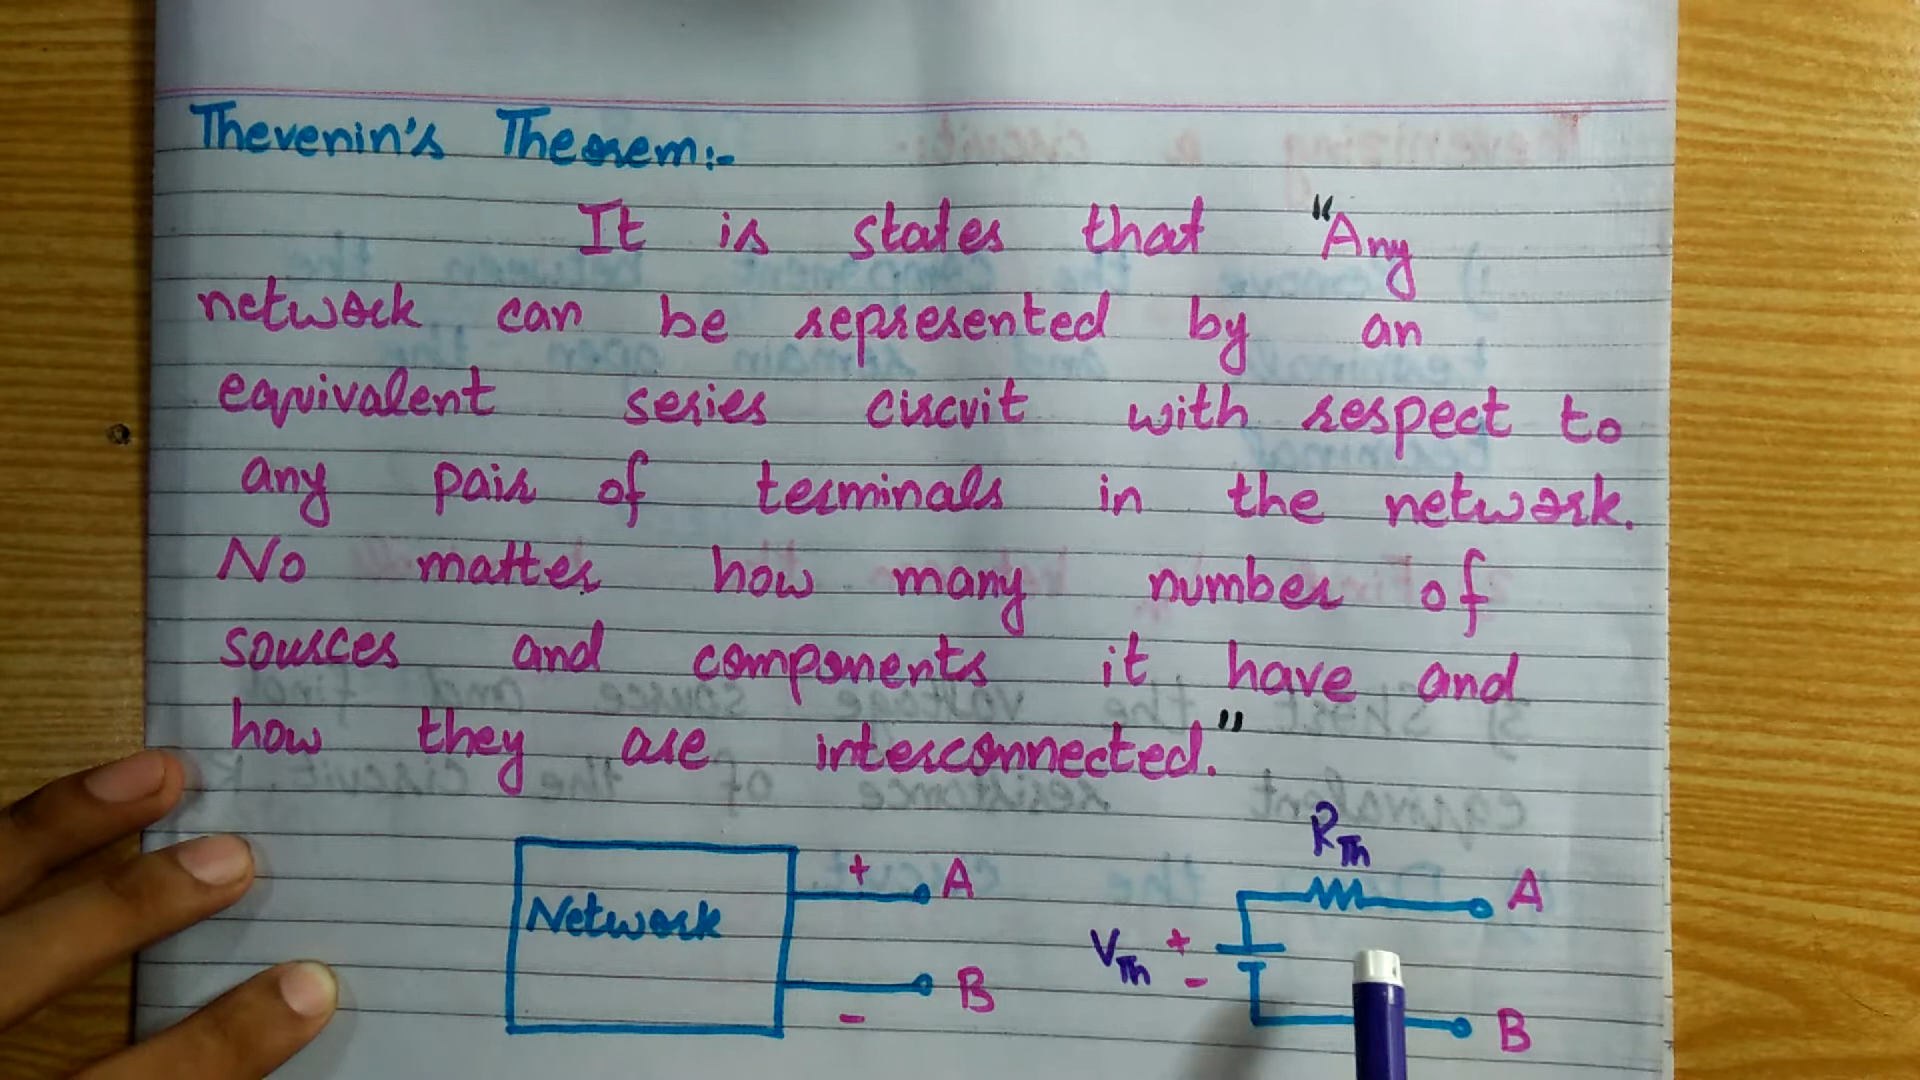 Thevenin's Theorem:-
It is states that "Any
network can be represented by an
equivalent series circuit with respect to
any pair of terminals in the network.
No matter how many number of
sources and components it have and
how they are interconnected."
Network
+ A
B
-
RTh
A
VTh + -
B